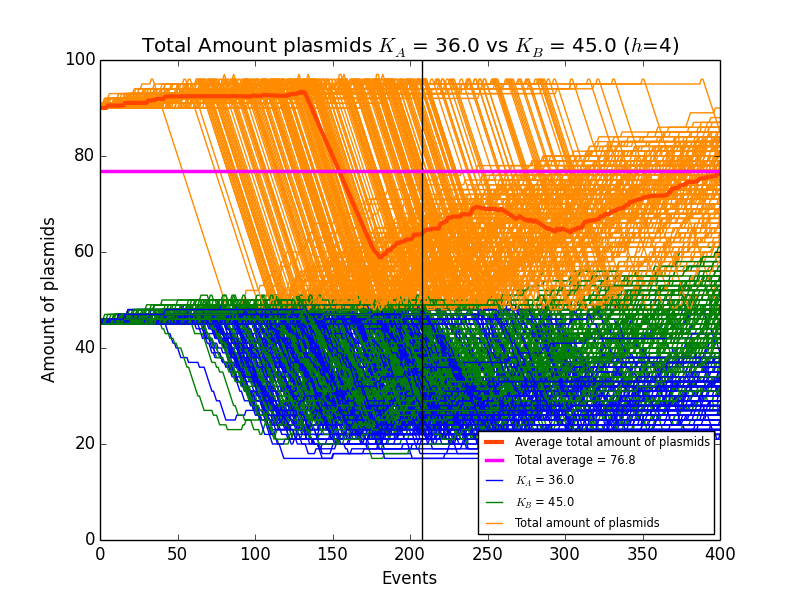 Total Amount plasmids K_A = 36.0 vs K_B = 45.0 (h=4)
100
80
60
40
20
0
Amount of plasmids
0 50 100 150 200 250 300 350 400
Events
Average total amount of plasmids
Total average = 76.8
K_A = 36.0
K_B = 45.0
Total amount of plasmids